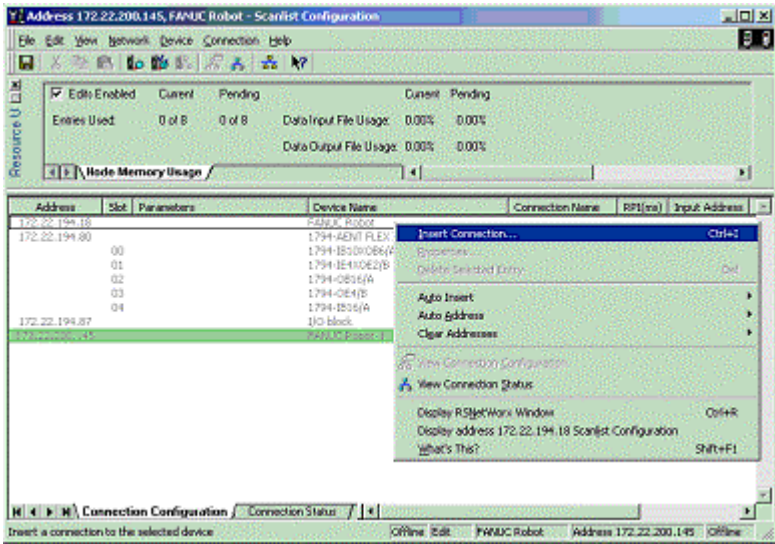 Address 172.22.200.145, FANUC Robot - Scanlist Configuration
File Edit View Network Device Connection Help
Resource U
Edits Enabled Current Pending Current Pending
Entries Used: 0 of 8 0 of 8 Data Input File Usage: 0.00% 0.00%
Data Output File Usage: 0.00% 0.00%
Node Memory Usage
Address Slot Parameters Device Name Connection Name RPI(ms) Input Address
172.22.194.18 FANUC Robot
172.22.194.80 1794-AENT FLEX
00 1794-IB10XOB6/A
01 1794-IE4XOE2/B
02 1794-OB16/A
03 1794-OE4/B
04 1794-IB16/A
172.22.194.87 I/O block
FANUC Robot
Insert Connection... Ctrl+I
Properties...
Delete Selected Entry Del
Auto Insert
Auto Address
Clear Addresses
View Connection Configuration
View Connection Status
Display RSNetWorx Window Ctrl+R
Display address 172.22.194.18 Scanlist Configuration
What's This? Shift+F1
Connection Configuration Connection Status
Insert a connection to the selected device Offline Edit FANUC Robot Address 172.22.200.145 Offline